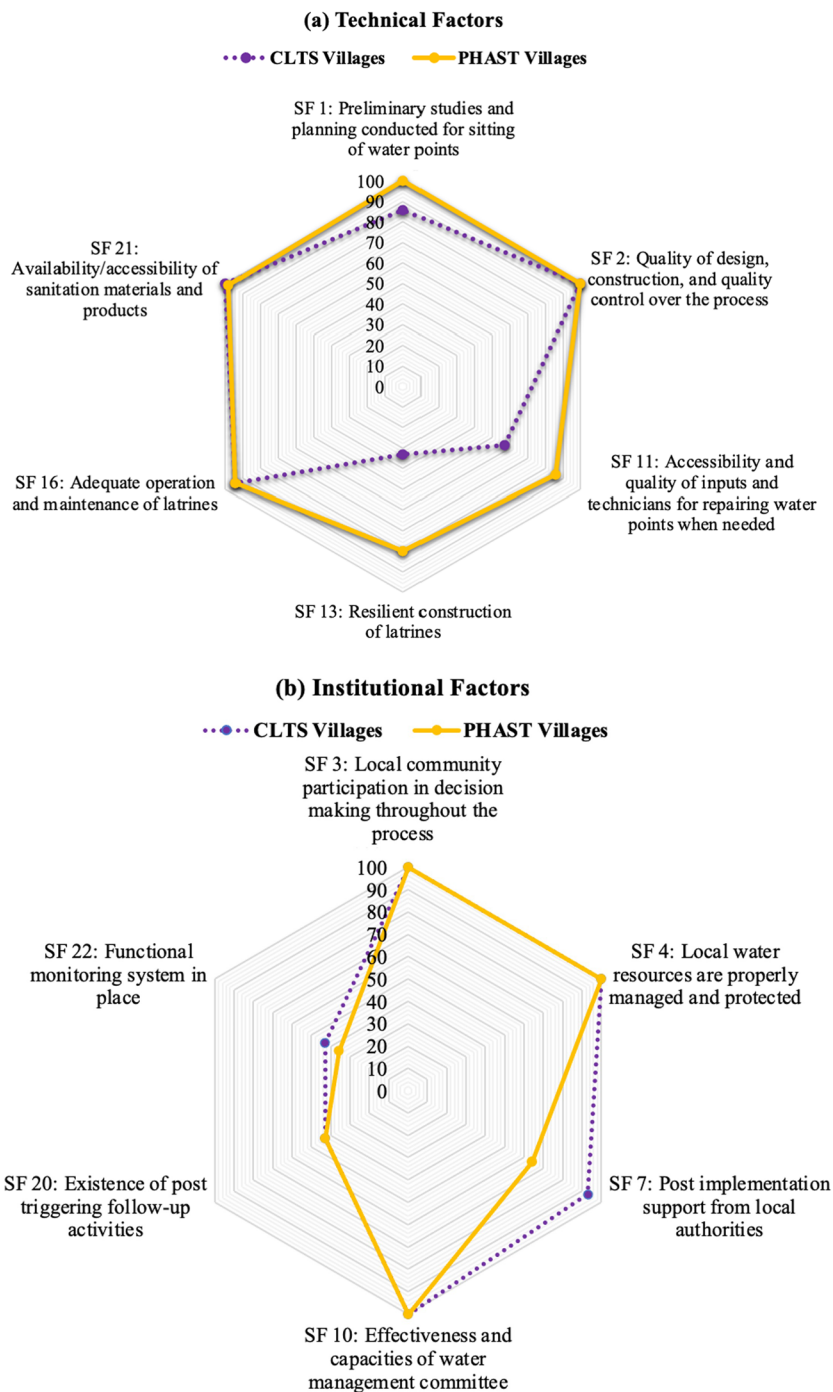 (a) Technical Factors
CLTS Villages PHAST Villages
SF 1: Preliminary studies and
planning conducted for sitting
of water points
100
90
80
70
60
50
40
30
20
10
0
SF 2: Quality of design,
construction, and quality
control over the process
SF 11: Accessibility and
quality of inputs and
technicians for repairing water
points when needed
SF 13: Resilient construction
of latrines
SF 16: Adequate operation
and maintenance of latrines
SF 21:
Availability/accessibility of
sanitation materials and
products
(b) Institutional Factors
CLTS Villages PHAST Villages
SF 3: Local community
participation in decision
making throughout the
process
100
90
80
70
60
50
40
30
20
10
0
SF 4: Local water
resources are properly
managed and protected
SF 7: Post implementation
support from local
authorities
SF 10: Effectiveness and
capacities of water
management committee
SF 20: Existence of post
triggering follow-up
activities
SF 22: Functional
monitoring system in
place